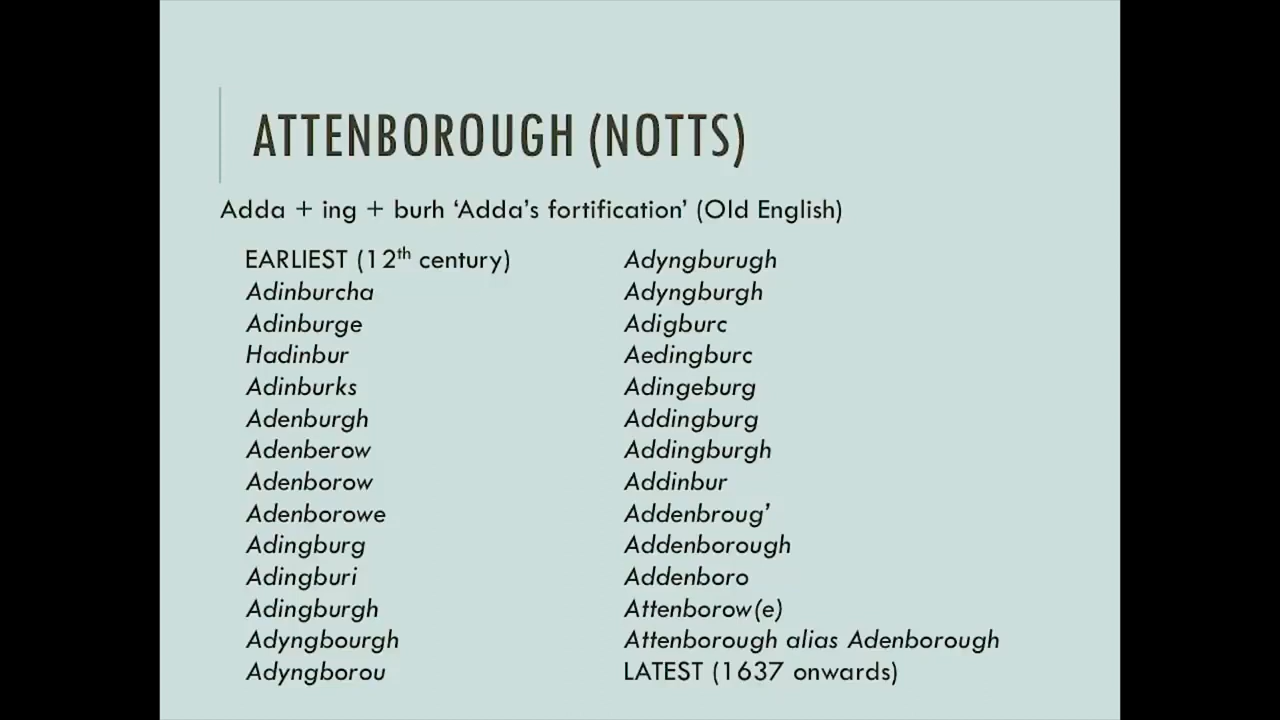 ATTENBOROUGH (NOTTS)
Adda + ing + burh ‘Adda’s fortification’ (Old English)
EARLIEST (12th century)
Adinburcha
Adinburge
Hadinbur
Adinburks
Adenburgh
Adenberow
Adenborow
Adenborowe
Adingburg
Adingburi
Adingburgh
Adyngbourgh
Adyngborou
Adyngburugh
Adyngburgh
Adigburc
Aedingburc
Adingeburg
Addingburg
Addingburgh
Addinbur
Addenbroug’
Addenborough
Addenboro
Attenborow(e)
Attenborough alias Adenborough
LATEST (1637 onwards)